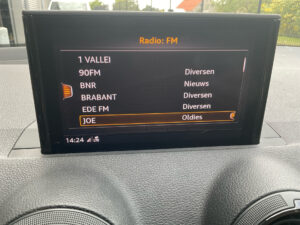 Radio: FM
1 VALLEI
90FM Diversen
BNR Nieuws
BRABANT Diversen
EDE FM Diversen
JOE Oldies
14:24